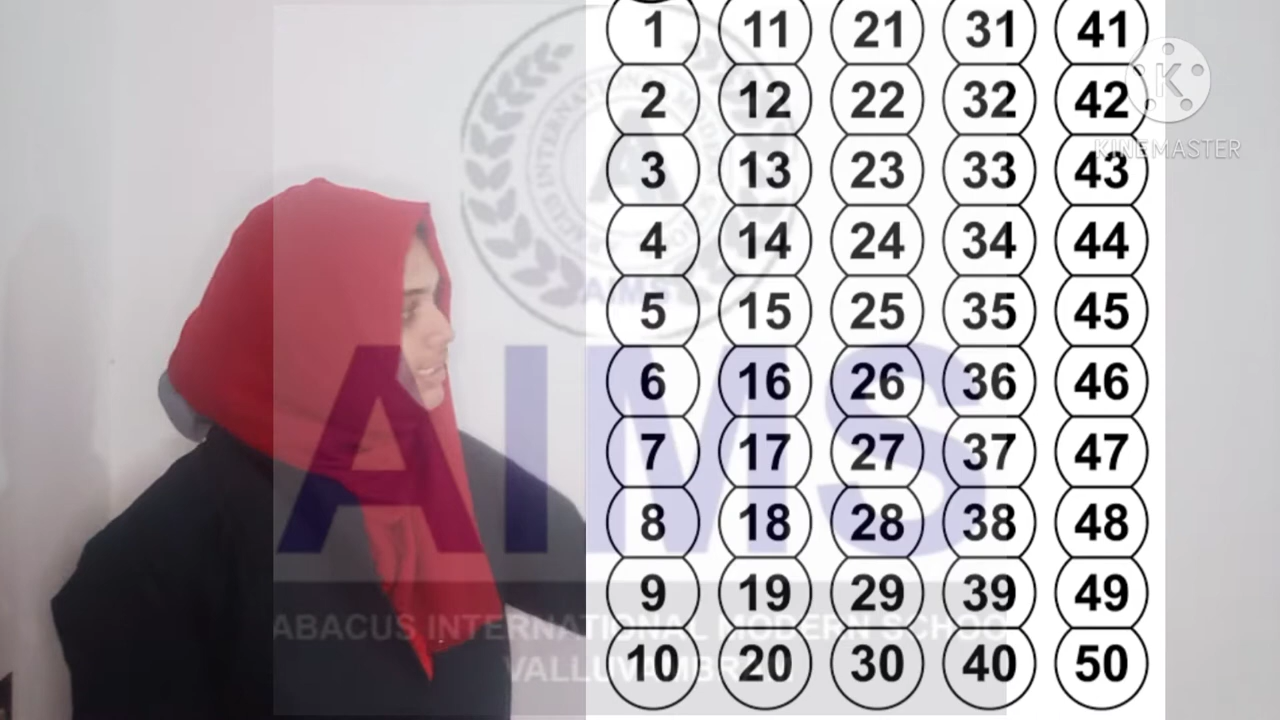 1 11 21 31 41
2 12 22 32 42
3 13 23 33 43
4 14 24 34 44
5 15 25 35 45
6 16 26 36 46
7 17 27 37 47
8 18 28 38 48
9 19 29 39 49
10 20 30 40 50
K
KINEMASTER
AIMS
AIMS
ABACUS INTERNATIONAL MODERN SCHOO